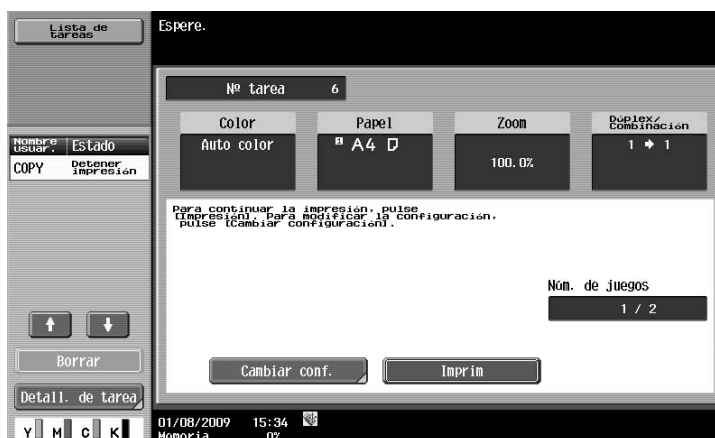 Lista de
tareas
Espere.
Nº tarea 6
Color
Papel
Zoom
Dúplex/
Combinación
Auto color
1 A4
100.0%
1 → 1
Nombre
usuar.
Estado
COPY
Detener
impresión
Para continuar la impresión, pulse
[Impresión]. Para modificar la configuración,
pulse [Cambiar configuración].
Núm. de juegos
1 / 2
Borrar
Cambiar conf.
Imprim
Detall. de tarea
Y M C K
01/08/2009 15:34
Memoria 0%